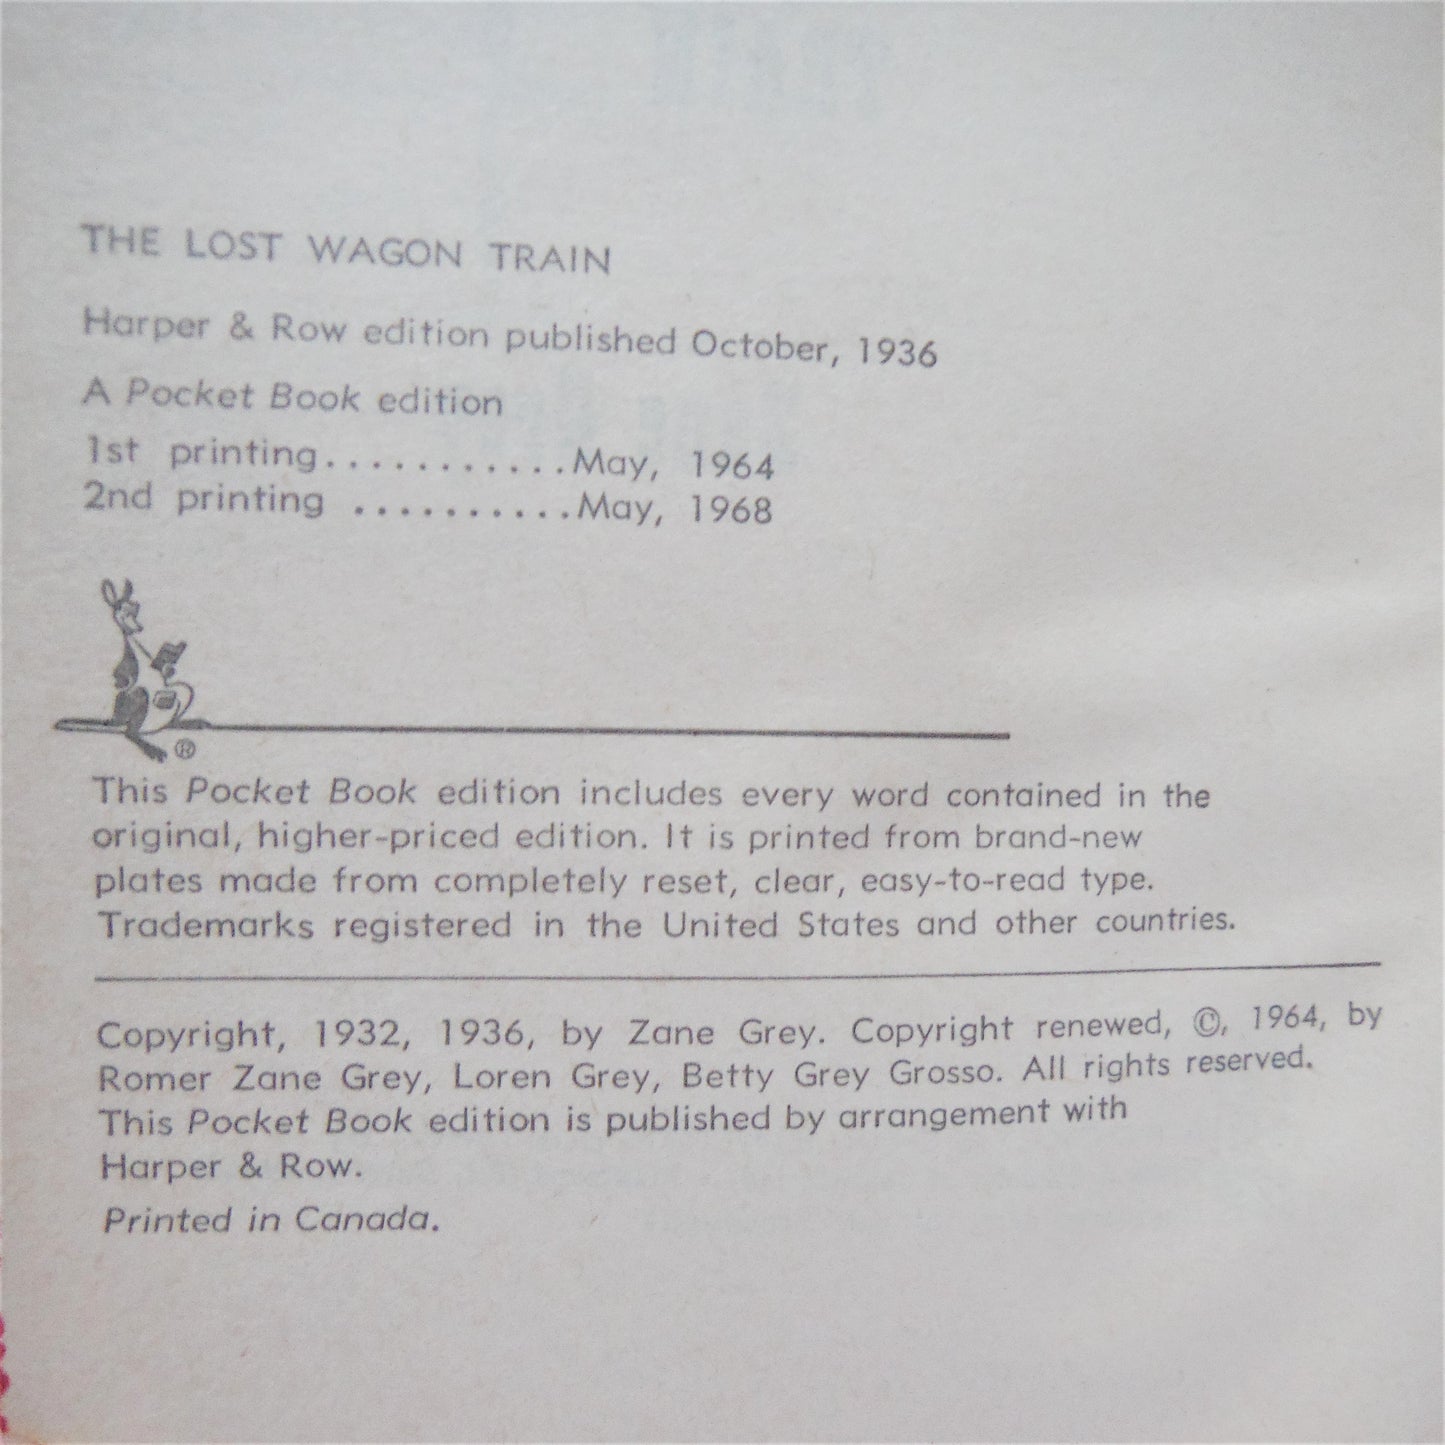 THE LOST WAGON TRAIN
Harper & Row edition published October, 1936
A Pocket Book edition
1st printing...........May, 1964
2nd printing ..........May, 1968
®
This Pocket Book edition includes every word contained in the
original, higher-priced edition. It is printed from brand-new
plates made from completely reset, clear, easy-to-read type.
Trademarks registered in the United States and other countries.
Copyright, 1932, 1936, by Zane Grey. Copyright renewed, ©, 1964, by
Romer Zane Grey, Loren Grey, Betty Grey Grosso. All rights reserved.
This Pocket Book edition is published by arrangement with
Harper & Row.
Printed in Canada.